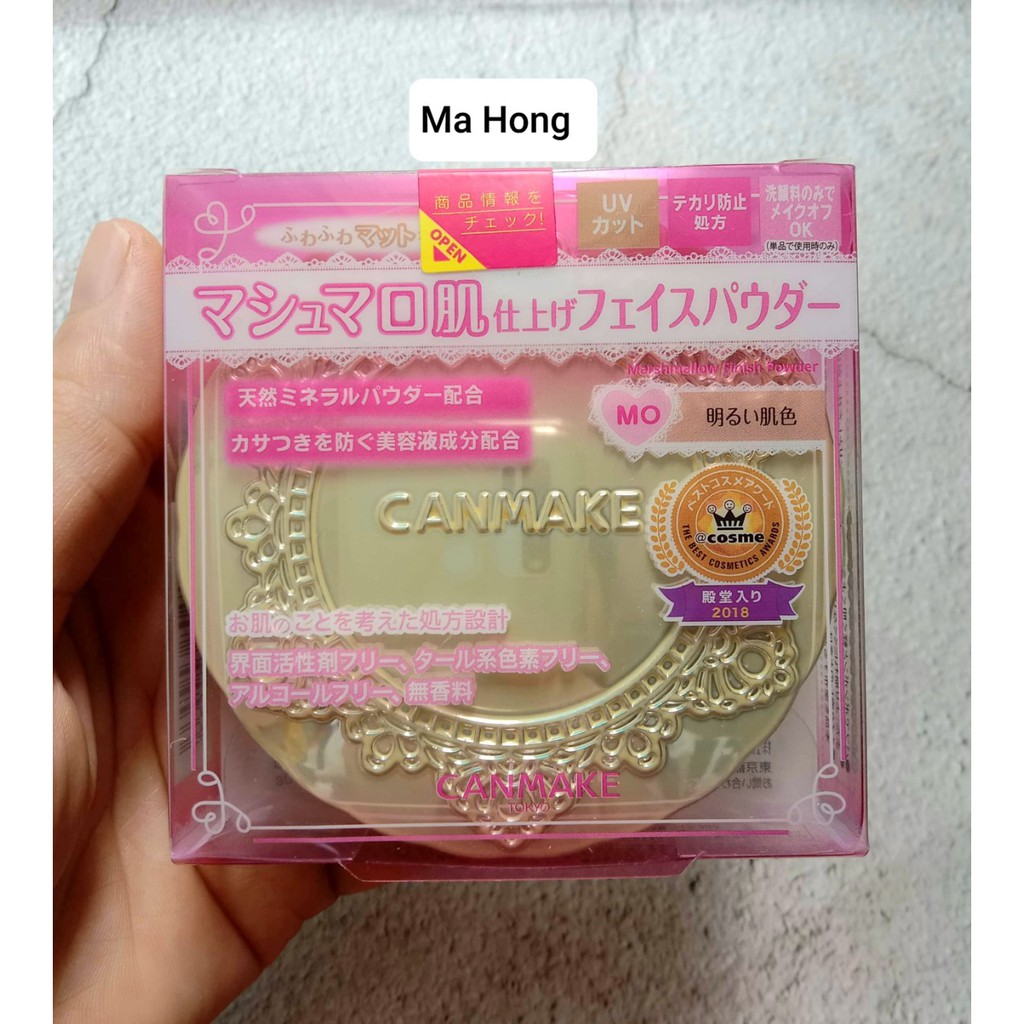 Ma Hong
商品情報を
チェック!
OPEN
ふわふわマット
UV
カット
テカリ防止
処方
洗顔料のみで
メイクオフ
OK
(単品で使用時のみ)
マシュマロ肌仕上げフェイスパウダー
Marshmallow Finish Powder
天然ミネラルパウダー配合
カサつきを防ぐ美容液成分配合
MO
明るい肌色
CANMAKE
ベストコスメアワード
@cosme
THE BEST COSMETICS AWARDS
殿堂入り
2018
お肌のことを考えた処方設計
界面活性剤フリー、タール系色素フリー、
アルコールフリー、無香料
CANMAKE
TOKYO